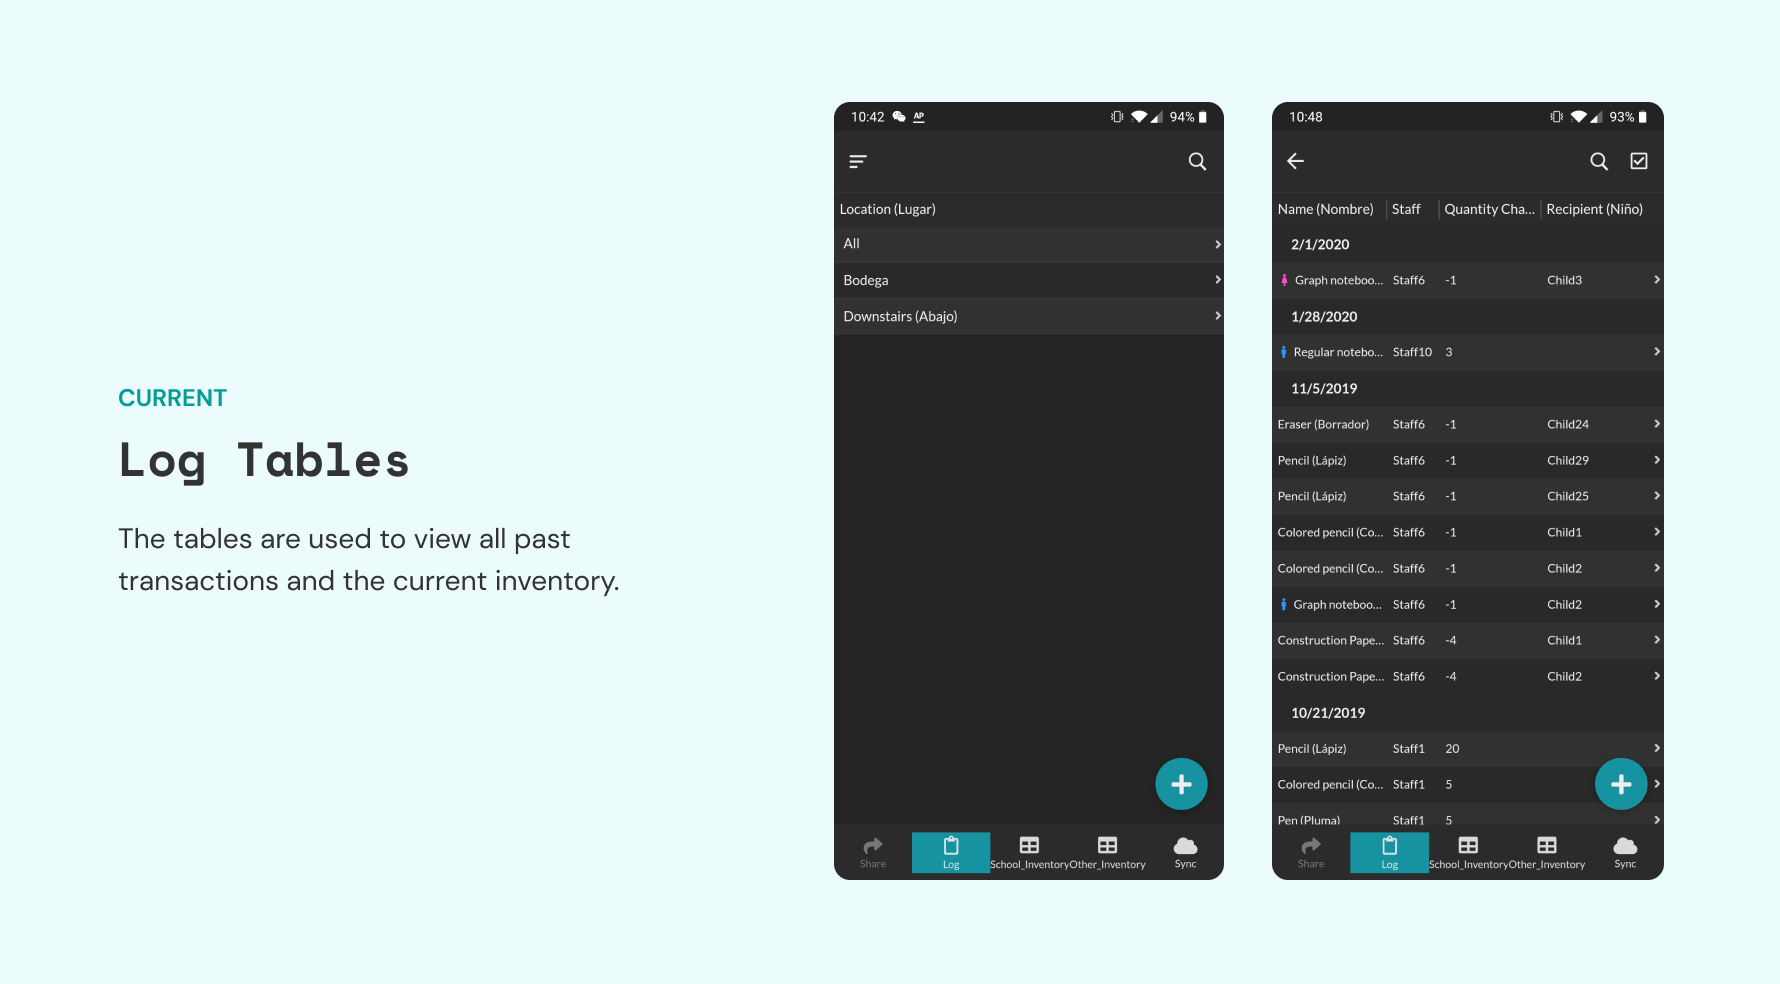 CURRENT
Log Tables
The tables are used to view all past
transactions and the current inventory.
10:42 AP 94%
Location (Lugar)
All
Bodega
Downstairs (Abajo)
Share Log School_Inventory Other_Inventory Sync
10:48 93%
Name (Nombre) Staff Quantity Cha... Recipient (Niño)
2/1/2020
Graph noteboo... Staff6 -1 Child3
1/28/2020
Regular notebo... Staff10 3
11/5/2019
Eraser (Borrador) Staff6 -1 Child24
Pencil (Lápiz) Staff6 -1 Child29
Pencil (Lápiz) Staff6 -1 Child25
Colored pencil (Co... Staff6 -1 Child1
Colored pencil (Co... Staff6 -1 Child2
Graph noteboo... Staff6 -1 Child2
Construction Pape... Staff6 -4 Child1
Construction Pape... Staff6 -4 Child2
10/21/2019
Pencil (Lápiz) Staff1 20
Colored pencil (Co... Staff1 5
Pen (Pluma) Staff1 5
Share Log School_Inventory Other_Inventory Sync